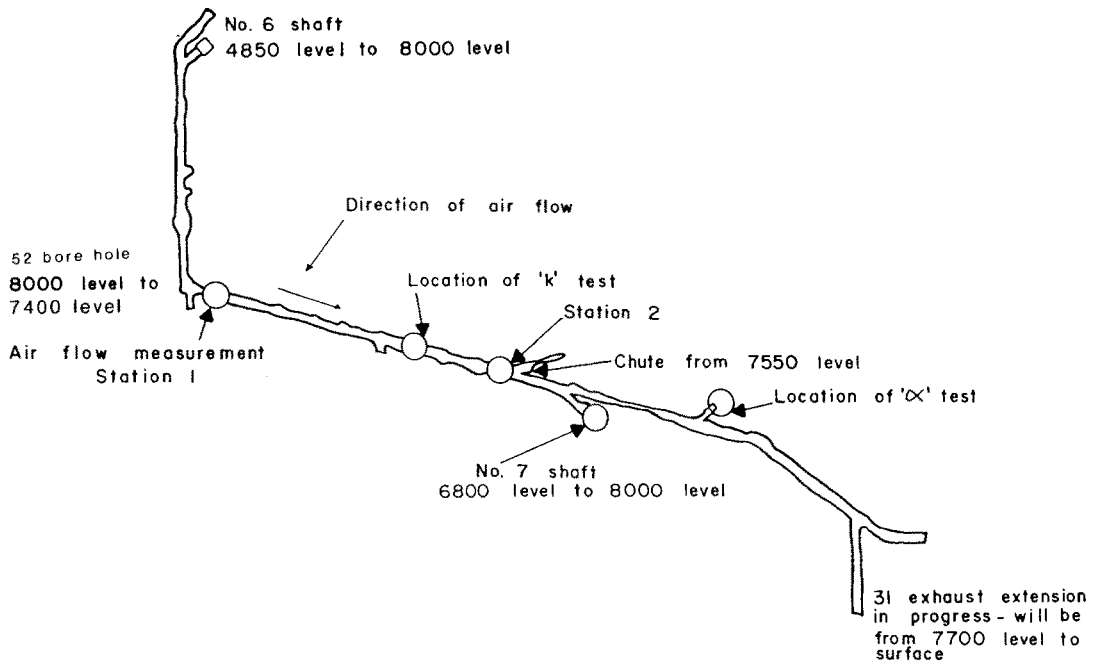 No. 6 shaft
4850 level to 8000 level
Direction of air flow
52 bore hole
8000 level to
7400 level
Location of 'k' test
Station 2
Air flow measurement
Station 1
Chute from 7550 level
Location of '∝' test
No. 7 shaft
6800 level to 8000 level
31 exhaust extension
in progress - will be
from 7700 level to
surface